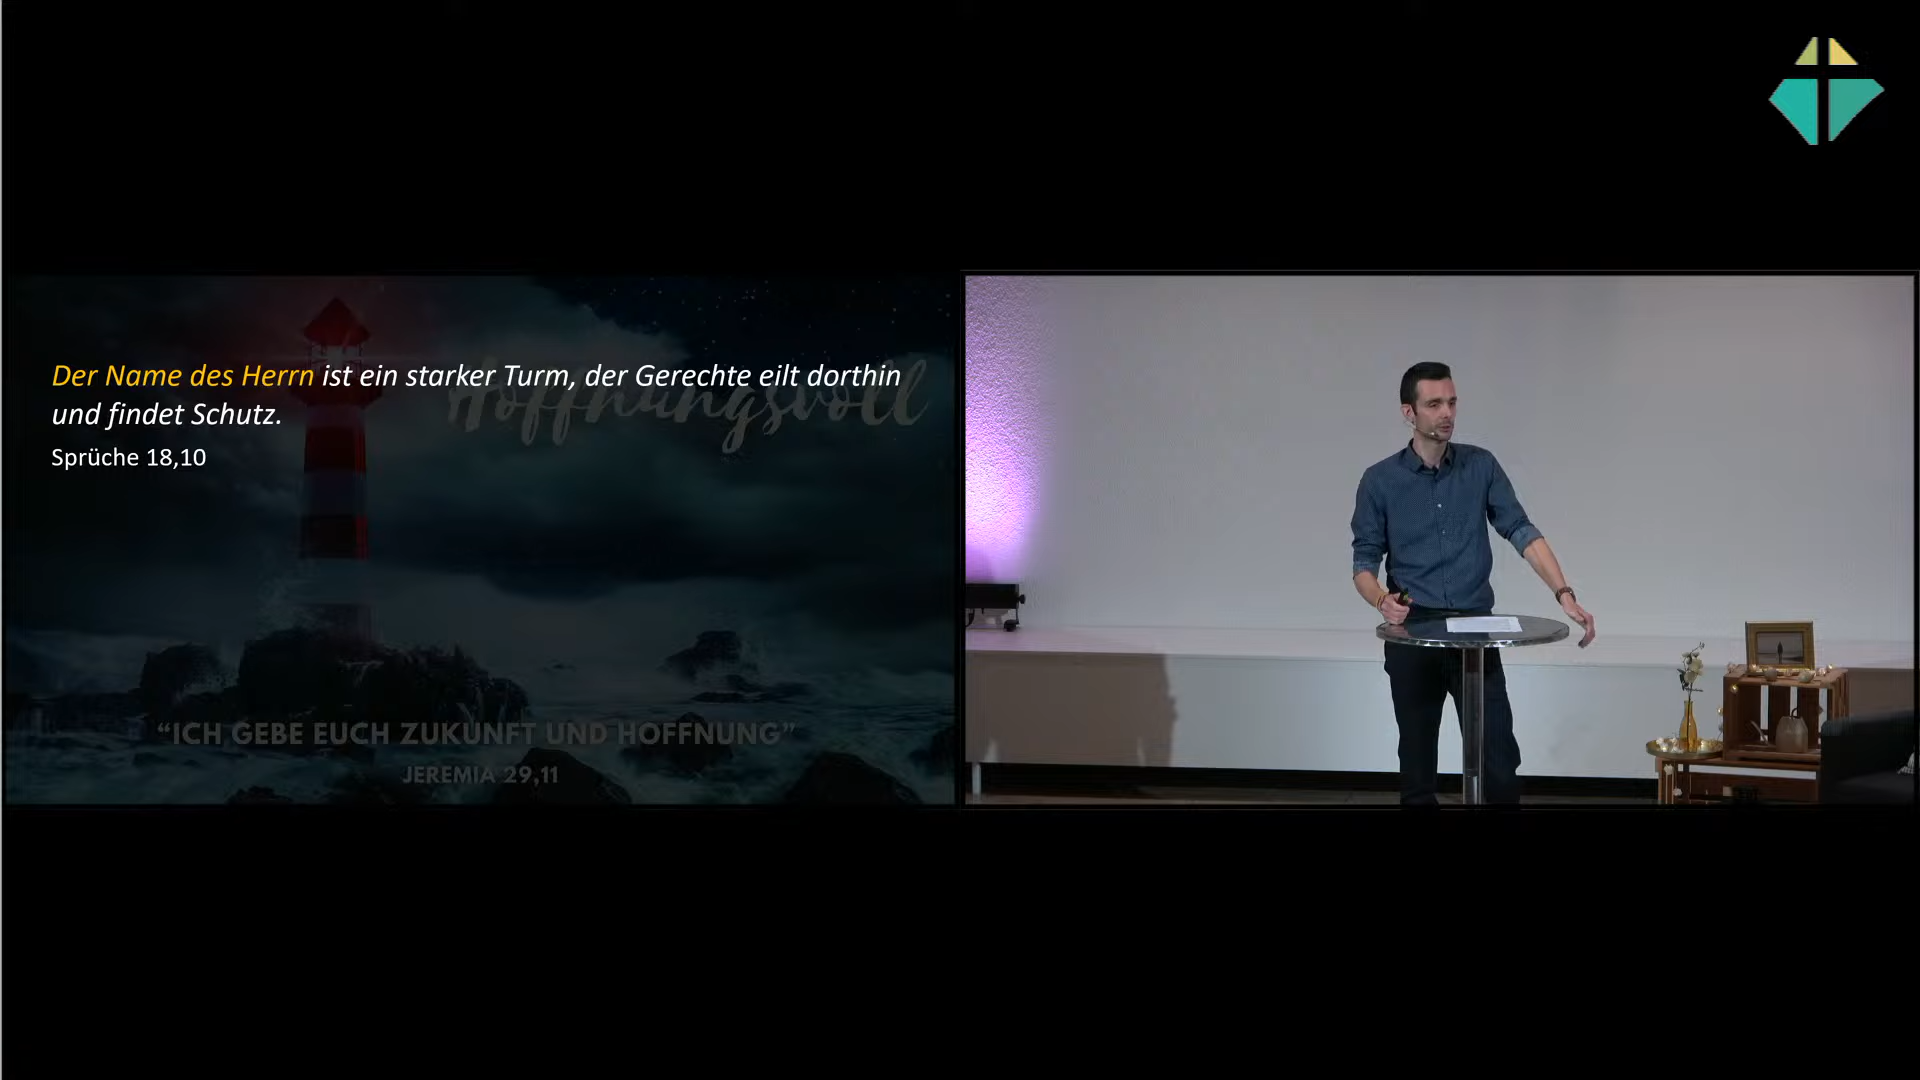 Der Name des Herrn ist ein starker Turm, der Gerechte eilt dorthin
und findet Schutz.
Sprüche 18,10
Hoffnungsvoll
“ICH GEBE EUCH ZUKUNFT UND HOFFNUNG”
JEREMIA 29,11